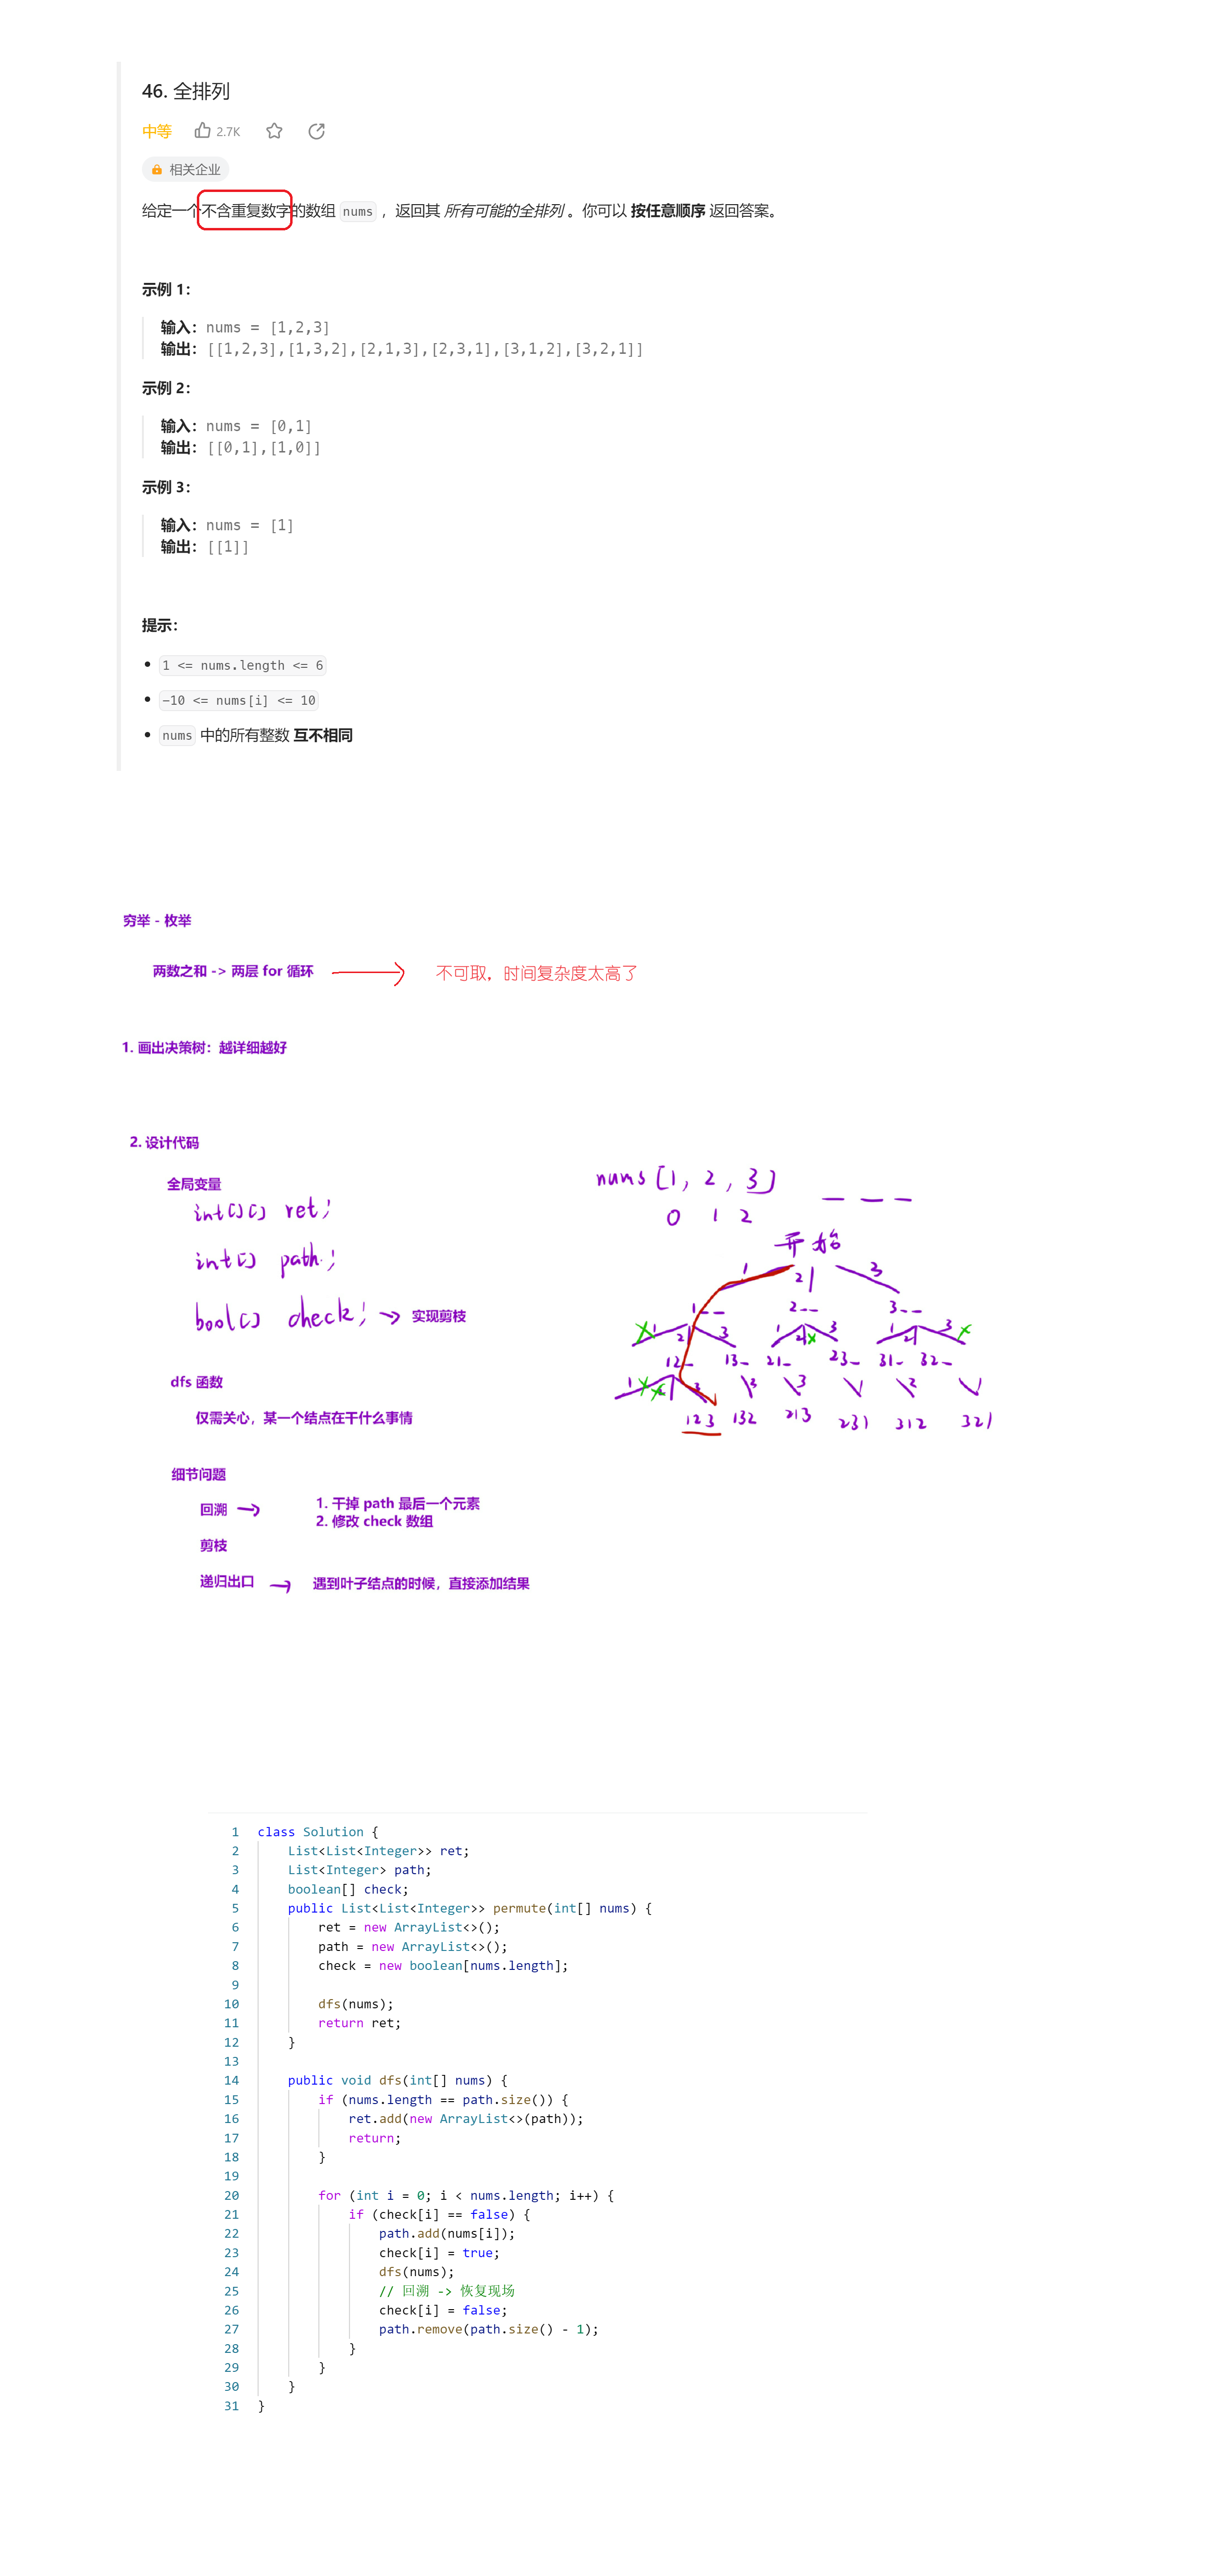 46. 全排列
中等 2.7K
相关企业
给定一个不含重复数字的数组 nums ，返回其 所有可能的全排列 。你可以 按任意顺序 返回答案。
示例 1：
输入：nums = [1,2,3]
输出：[[1,2,3],[1,3,2],[2,1,3],[2,3,1],[3,1,2],[3,2,1]]
示例 2：
输入：nums = [0,1]
输出：[[0,1],[1,0]]
示例 3：
输入：nums = [1]
输出：[[1]]
提示：
1 <= nums.length <= 6
-10 <= nums[i] <= 10
nums 中的所有整数 互不相同
穷举 - 枚举
两数之和 -> 两层 for 循环
不可取，时间复杂度太高了
1. 画出决策树：越详细越好
2. 设计代码
全局变量
int[][] ret;
int[] path;
bool[] check;
实现剪枝
dfs 函数
仅需关心，某一个结点在干什么事情
细节问题
回溯
1. 干掉 path 最后一个元素
2. 修改 check 数组
剪枝
递归出口
遇到叶子结点的时候，直接添加结果
nums [1, 2, 3]
0 1 2
开始
1 2 3
1-- 2-- 3--
1 2 3 1 2 3 1 2 3
12- 13- 21- 23- 31- 32-
1 2 3 3 3 2
123 132 213 231 312 321
1 class Solution {
2 List<List<Integer>> ret;
3 List<Integer> path;
4 boolean[] check;
5 public List<List<Integer>> permute(int[] nums) {
6 ret = new ArrayList<>();
7 path = new ArrayList<>();
8 check = new boolean[nums.length];
9
10 dfs(nums);
11 return ret;
12 }
13
14 public void dfs(int[] nums) {
15 if (nums.length == path.size()) {
16 ret.add(new ArrayList<>(path));
17 return;
18 }
19
20 for (int i = 0; i < nums.length; i++) {
21 if (check[i] == false) {
22 path.add(nums[i]);
23 check[i] = true;
24 dfs(nums);
25 // 回溯 -> 恢复现场
26 check[i] = false;
27 path.remove(path.size() - 1);
28 }
29 }
30 }
31 }